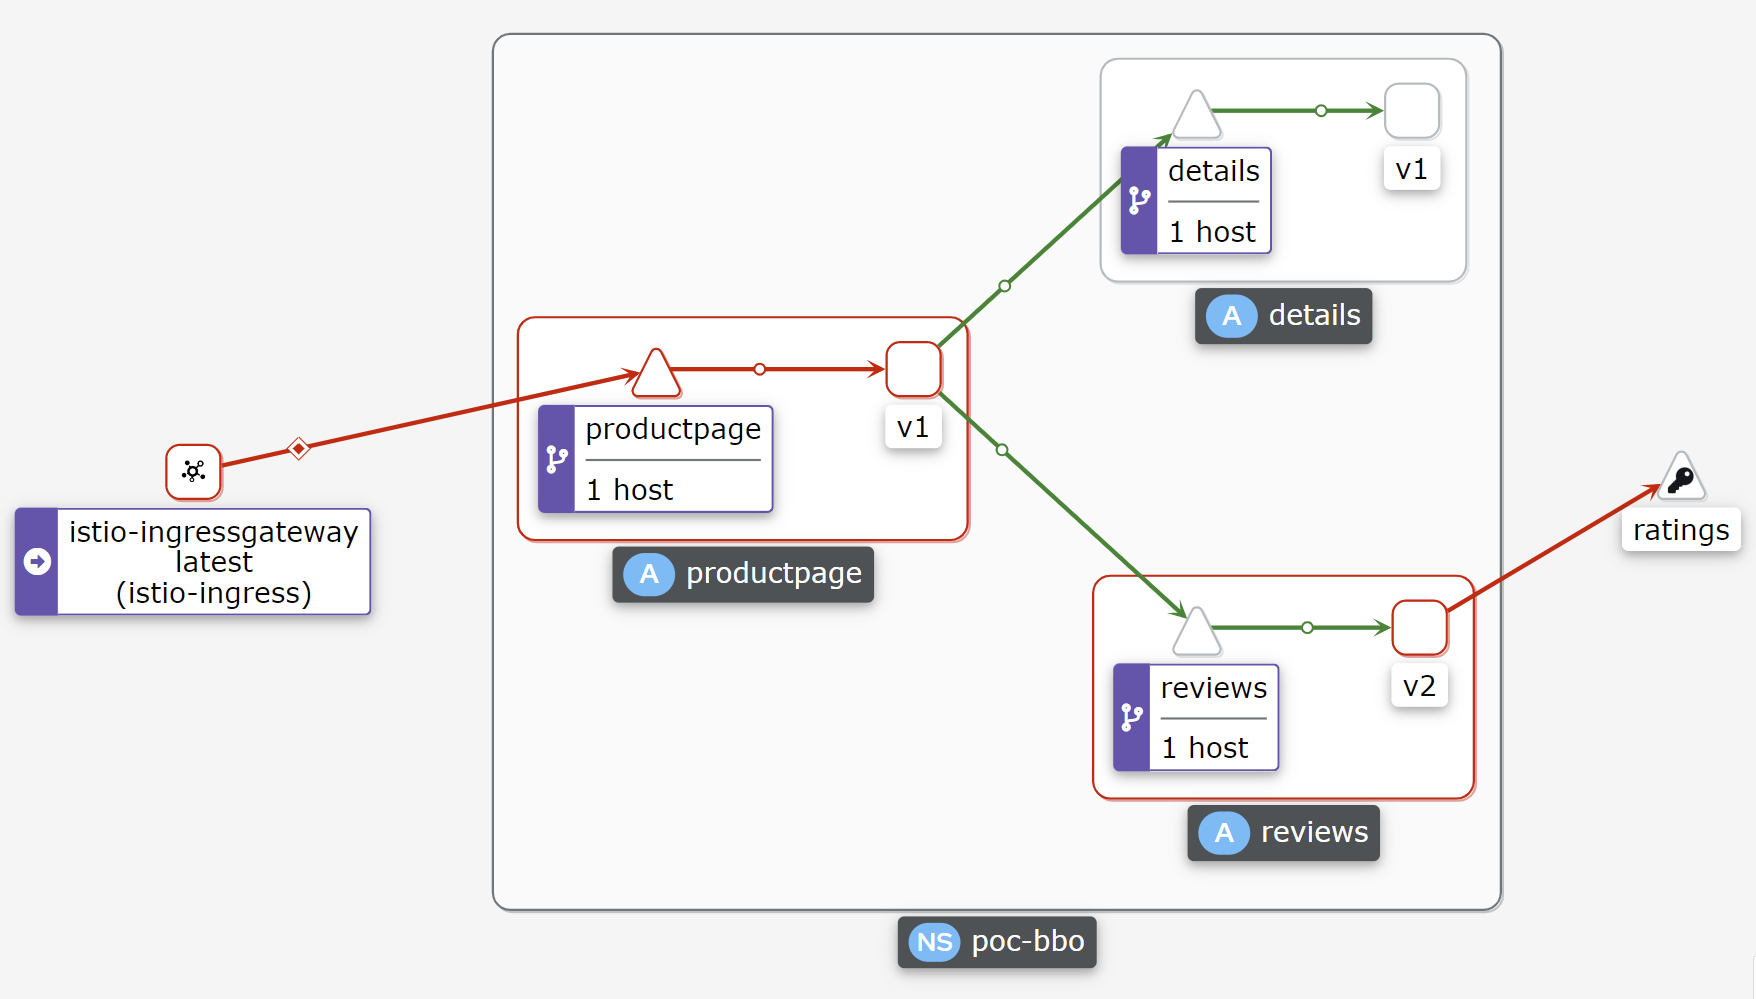 details
1 host
v1
A details
productpage
1 host
v1
A productpage
istio-ingressgateway
latest
(istio-ingress)
ratings
reviews
1 host
v2
A reviews
NS poc-bbo